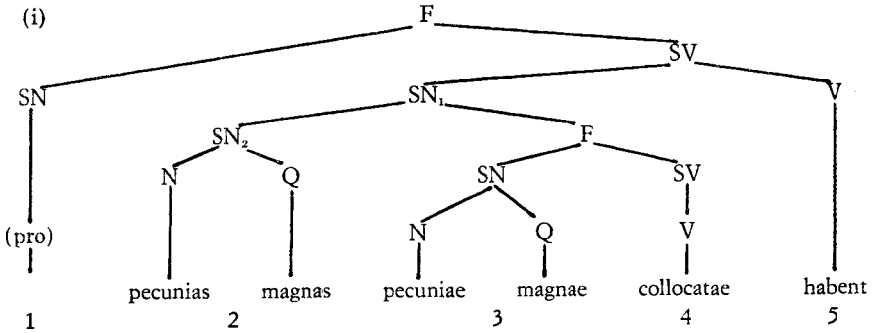 (i) F
SV
SN SN₁ V
SN₂ F
N Q SN SV
(pro) N Q V
pecunias magnas pecuniae magnae collocatae habent
1 2 3 4 5